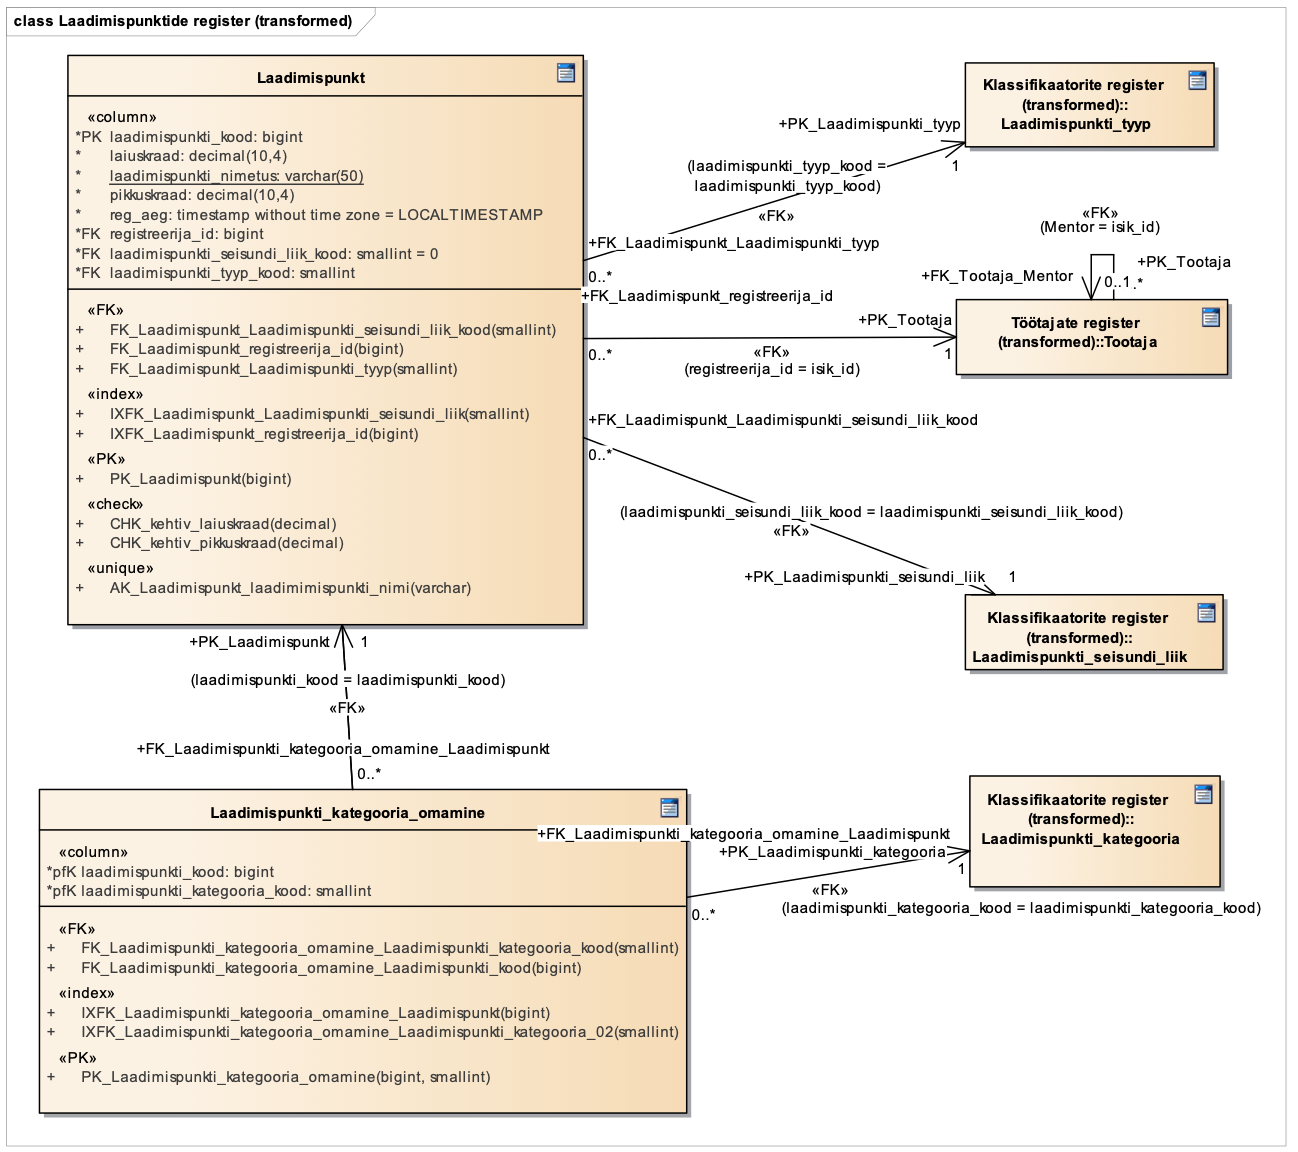 class Laadimispunktide register (transformed)
Laadimispunkt
«column»
*PK laadimispunkti_kood: bigint
* laiuskraad: decimal(10,4)
* laadimispunkti_nimetus: varchar(50)
* pikkuskraad: decimal(10,4)
* reg_aeg: timestamp without time zone = LOCALTIMESTAMP
*FK registreerija_id: bigint
*FK laadimispunkti_seisundi_liik_kood: smallint = 0
*FK laadimispunkti_tyyp_kood: smallint
«FK»
+ FK_Laadimispunkt_Laadimispunkti_seisundi_liik_kood(smallint)
+ FK_Laadimispunkt_registreerija_id(bigint)
+ FK_Laadimispunkt_Laadimispunkti_tyyp(smallint)
«index»
+ IXFK_Laadimispunkt_Laadimispunkti_seisundi_liik(smallint)
+ IXFK_Laadimispunkt_registreerija_id(bigint)
«PK»
+ PK_Laadimispunkt(bigint)
«check»
+ CHK_kehtiv_laiuskraad(decimal)
+ CHK_kehtiv_pikkuskraad(decimal)
«unique»
+ AK_Laadimispunkt_laadimimispunkti_nimi(varchar)
Klassifikaatorite register
(transformed)::
Laadimispunkti_tyyp
+PK_Laadimispunkti_tyyp
1
(laadimispunkti_tyyp_kood =
laadimispunkti_tyyp_kood)
«FK»
+FK_Laadimispunkt_Laadimispunkti_tyyp
0..*
«FK»
(Mentor = isik_id)
+PK_Tootaja
+FK_Tootaja_Mentor
0..1
..*
Töötajate register
(transformed)::Tootaja
+FK_Laadimispunkt_registreerija_id
+PK_Tootaja
0..*
«FK»
1
(registreerija_id = isik_id)
+FK_Laadimispunkt_Laadimispunkti_seisundi_liik_kood
0..*
(laadimispunkti_seisundi_liik_kood = laadimispunkti_seisundi_liik_kood)
«FK»
+PK_Laadimispunkti_seisundi_liik
1
Klassifikaatorite register
(transformed)::
Laadimispunkti_seisundi_liik
+PK_Laadimispunkt
1
(laadimispunkti_kood = laadimispunkti_kood)
«FK»
+FK_Laadimispunkti_kategooria_omamine_Laadimispunkt
0..*
Laadimispunkti_kategooria_omamine
«column»
*pfK laadimispunkti_kood: bigint
*pfK laadimispunkti_kategooria_kood: smallint
«FK»
+ FK_Laadimispunkti_kategooria_omamine_Laadimispunkti_kategooria_kood(smallint)
+ FK_Laadimispunkti_kategooria_omamine_Laadimispunkti_kood(bigint)
«index»
+ IXFK_Laadimispunkti_kategooria_omamine_Laadimispunkt(bigint)
+ IXFK_Laadimispunkti_kategooria_omamine_Laadimispunkti_kategooria_02(smallint)
«PK»
+ PK_Laadimispunkti_kategooria_omamine(bigint, smallint)
+FK_Laadimispunkti_kategooria_omamine_Laadimispunkt
+PK_Laadimispunkti_kategooria
1
«FK»
0..*
(laadimispunkti_kategooria_kood = laadimispunkti_kategooria_kood)
Klassifikaatorite register
(transformed)::
Laadimispunkti_kategooria